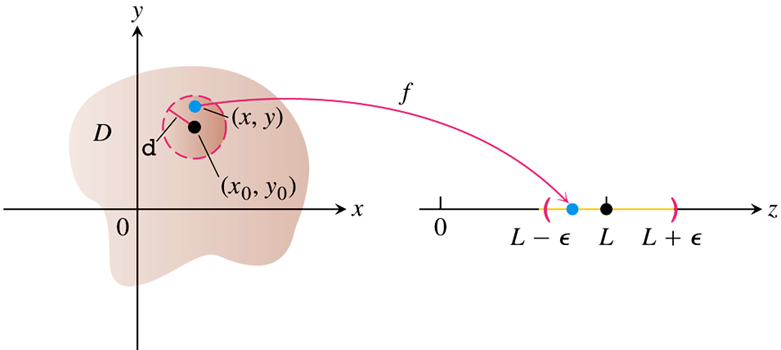 y
f
D
(x, y)
d
(x₀, y₀)
x
z
0
0
L − ϵ
L
L + ϵ